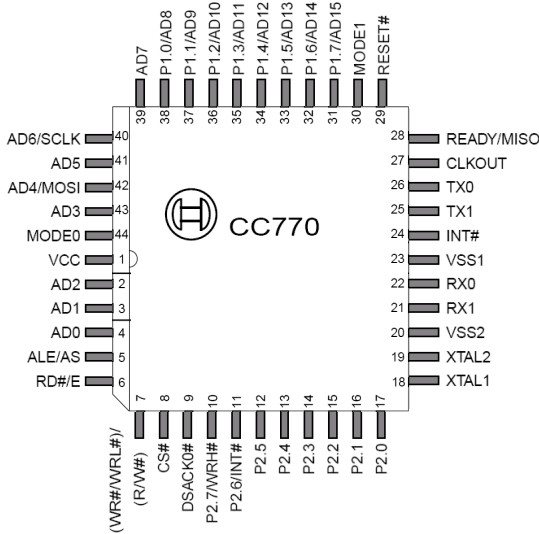 AD7
P1.0/AD8
P1.1/AD9
P1.2/AD10
P1.3/AD11
P1.4/AD12
P1.5/AD13
P1.6/AD14
P1.7/AD15
MODE1
RESET#
39
38
37
36
35
34
33
32
31
30
29
AD6/SCLK 40
AD5 41
AD4/MOSI 42
AD3 43
MODE0 44
VCC 1
AD2 2
AD1 3
AD0 4
ALE/AS 5
RD#/E 6
CC770
28 READY/MISO
27 CLKOUT
26 TX0
25 TX1
24 INT#
23 VSS1
22 RX0
21 RX1
20 VSS2
19 XTAL2
18 XTAL1
7
8
9
10
11
12
13
14
15
16
17
(WR#/WRL#)/
(R/W#)
CS#
DSACK0#
P2.7/WRH#
P2.6/INT#
P2.5
P2.4
P2.3
P2.2
P2.1
P2.0